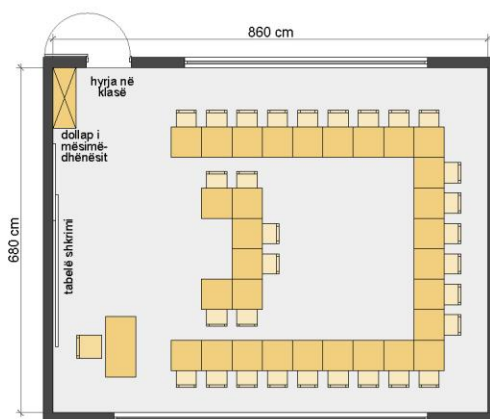 860 cm
hyrja në
klasë
dollap i
mësimë-
dhënësit
680 cm
tabelë shkrimi